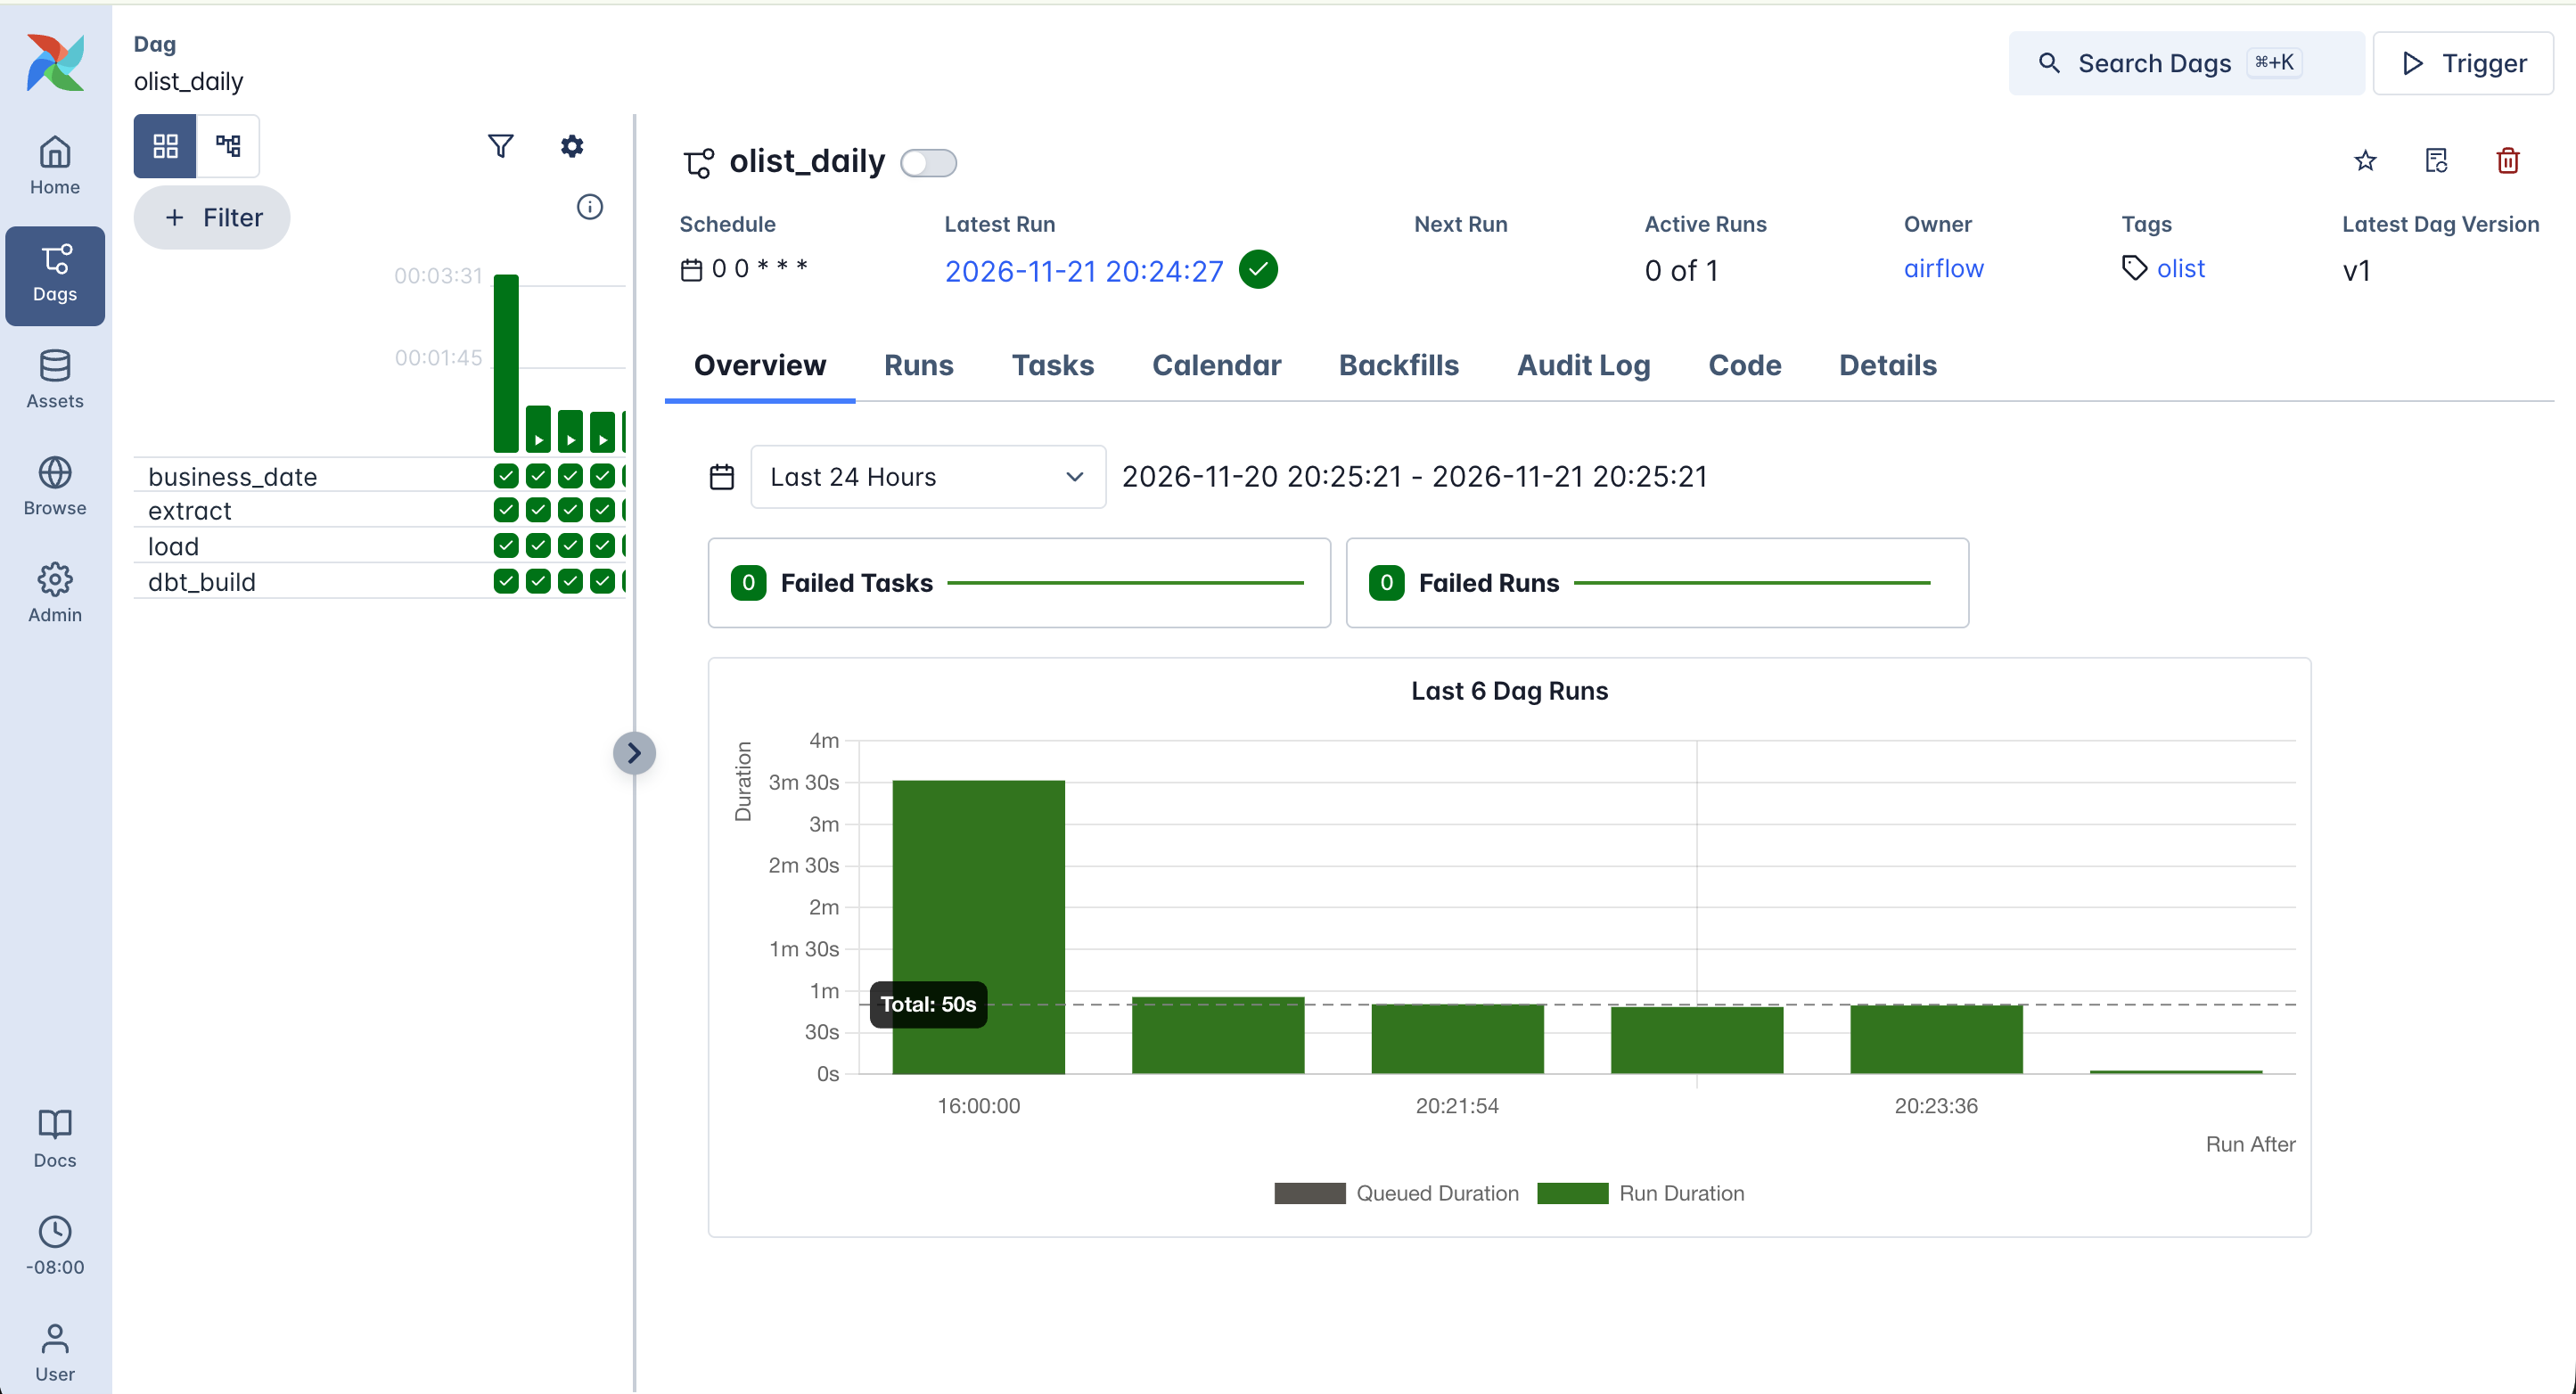 Dag
olist_daily
Search Dags ⌘+K
Trigger
Home
Dags
Assets
Browse
Admin
Docs
-08:00
User
Filter
00:03:31
00:01:45
business_date
extract
load
dbt_build
olist_daily
Schedule
0 0 * * *
Latest Run
2026-11-21 20:24:27
Next Run
Active Runs
0 of 1
Owner
airflow
Tags
olist
Latest Dag Version
v1
Overview Runs Tasks Calendar Backfills Audit Log Code Details
Last 24 Hours 2026-11-20 20:25:21 - 2026-11-21 20:25:21
0 Failed Tasks
0 Failed Runs
Last 6 Dag Runs
Duration
4m
3m 30s
3m
2m 30s
2m
1m 30s
1m
30s
0s
Total: 50s
16:00:00 20:21:54 20:23:36
Run After
Queued Duration Run Duration